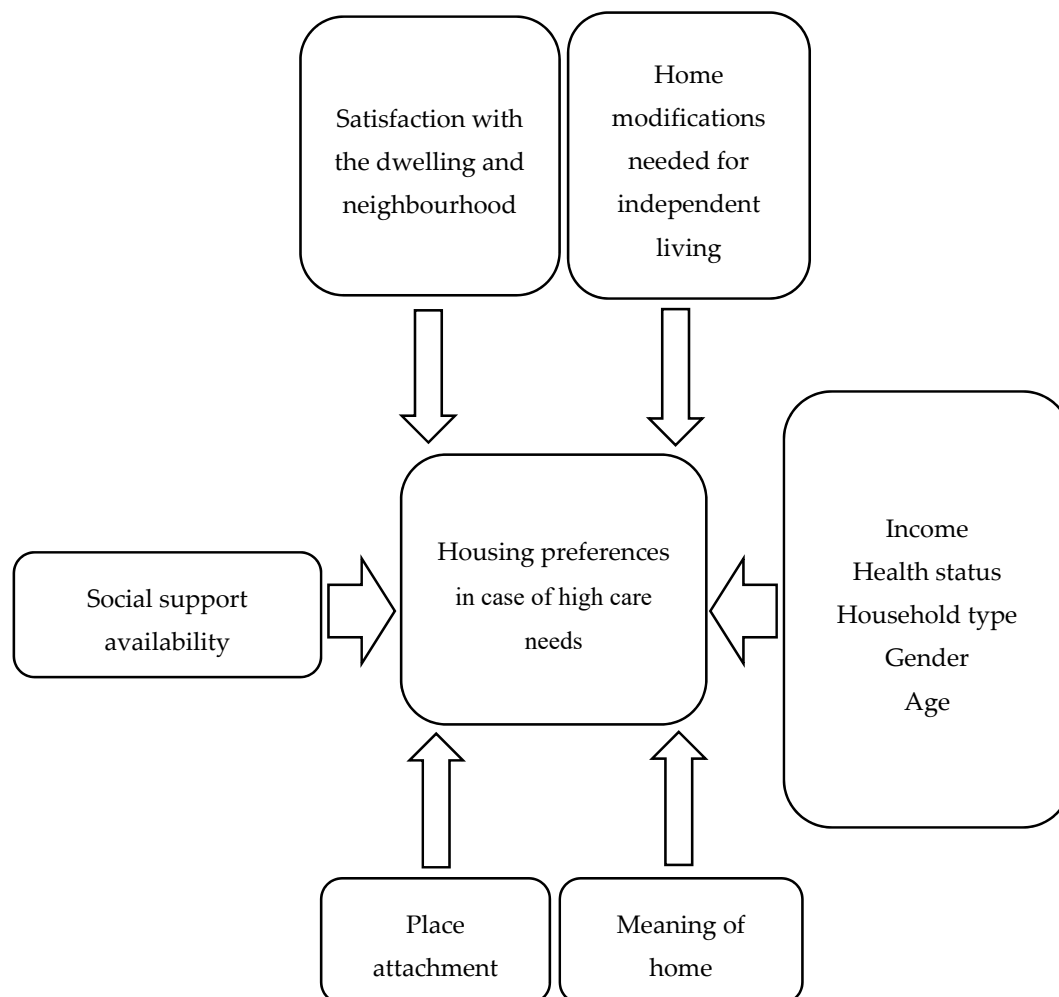 Satisfaction with
the dwelling and
neighbourhood
Home
modifications
needed for
independent
living
Housing preferences
in case of high care
needs
Social support
availability
Income
Health status
Household type
Gender
Age
Place
attachment
Meaning of
home